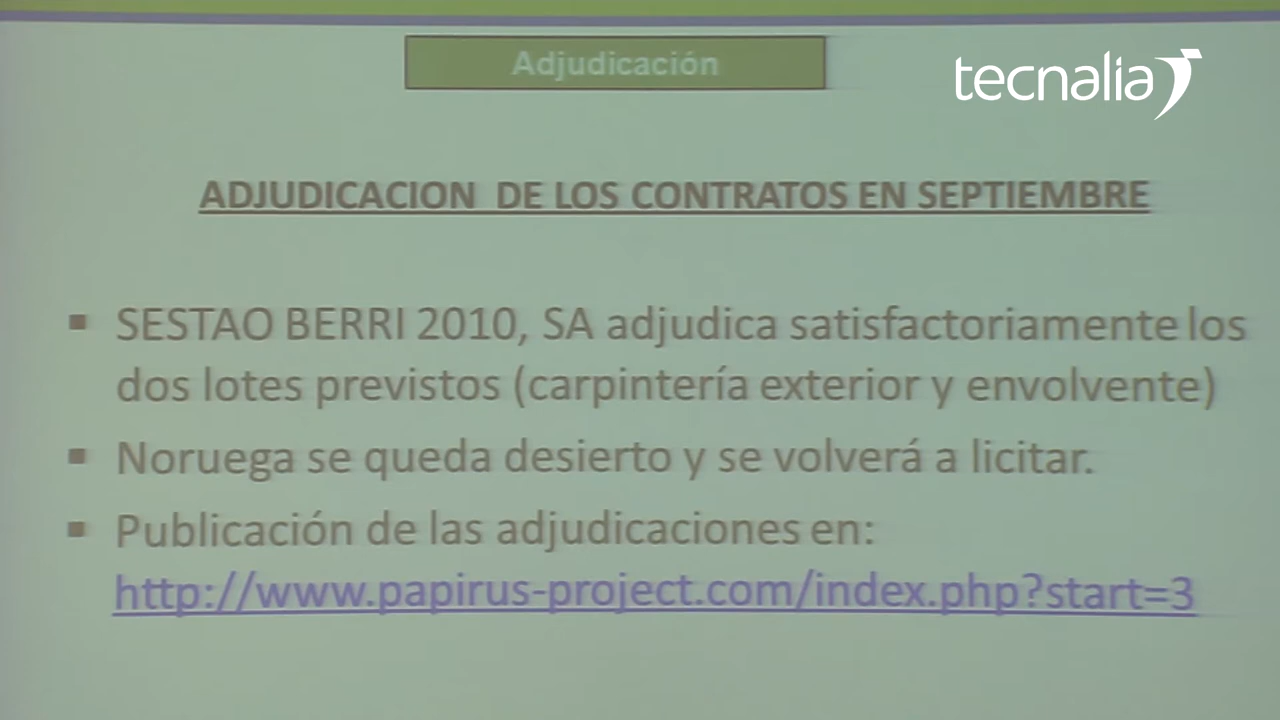 Adjudicación
tecnalia
ADJUDICACION DE LOS CONTRATOS EN SEPTIEMBRE
SESTAO BERRI 2010, SA adjudica satisfactoriamente los
dos lotes previstos (carpintería exterior y envolvente)
Noruega se queda desierto y se volverá a licitar.
Publicación de las adjudicaciones en:
http://www.papirus-project.com/index.php?start=3